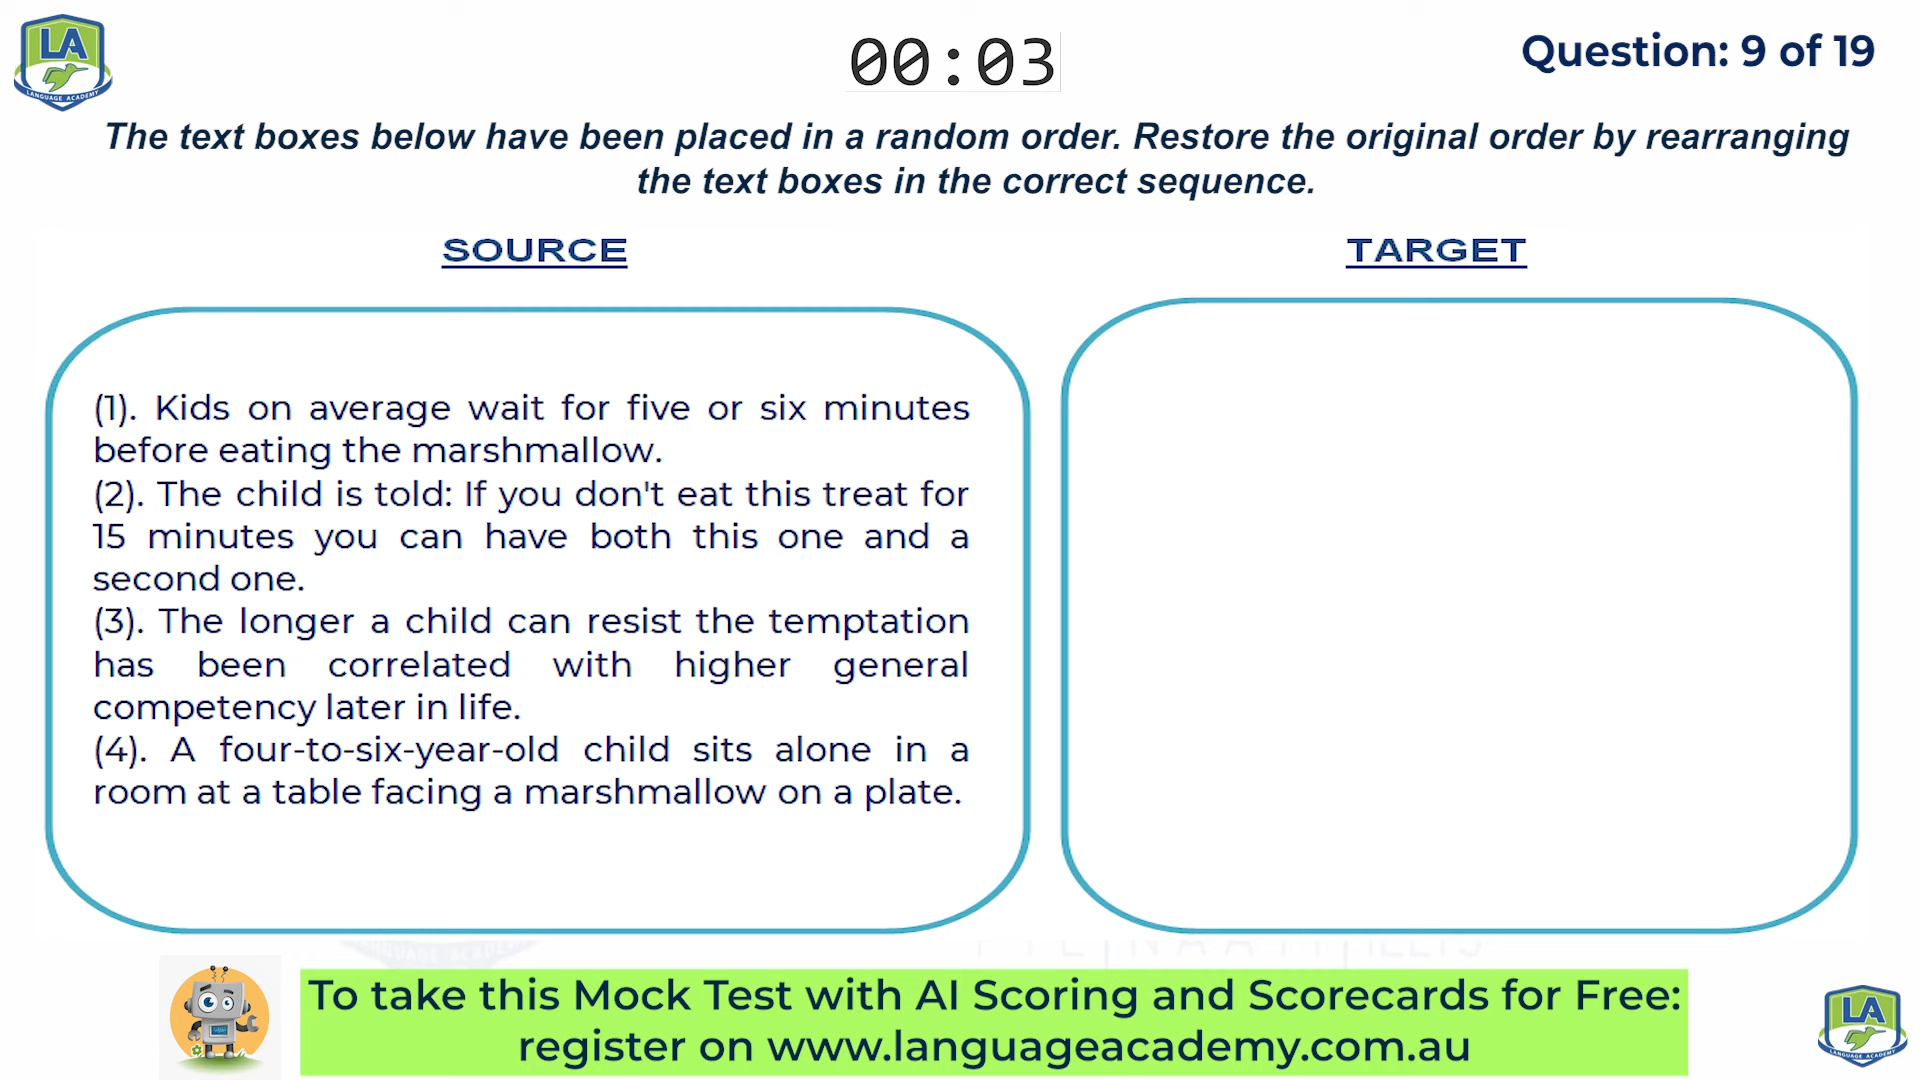 LA
LANGUAGE ACADEMY
00:03
Question: 9 of 19
The text boxes below have been placed in a random order. Restore the original order by rearranging
the text boxes in the correct sequence.
SOURCE
TARGET
(1). Kids on average wait for five or six minutes
before eating the marshmallow.
(2). The child is told: If you don't eat this treat for
15 minutes you can have both this one and a
second one.
(3). The longer a child can resist the temptation
has been correlated with higher general
competency later in life.
(4). A four-to-six-year-old child sits alone in a
room at a table facing a marshmallow on a plate.
To take this Mock Test with AI Scoring and Scorecards for Free:
register on www.languageacademy.com.au
LA
LANGUAGE ACADEMY